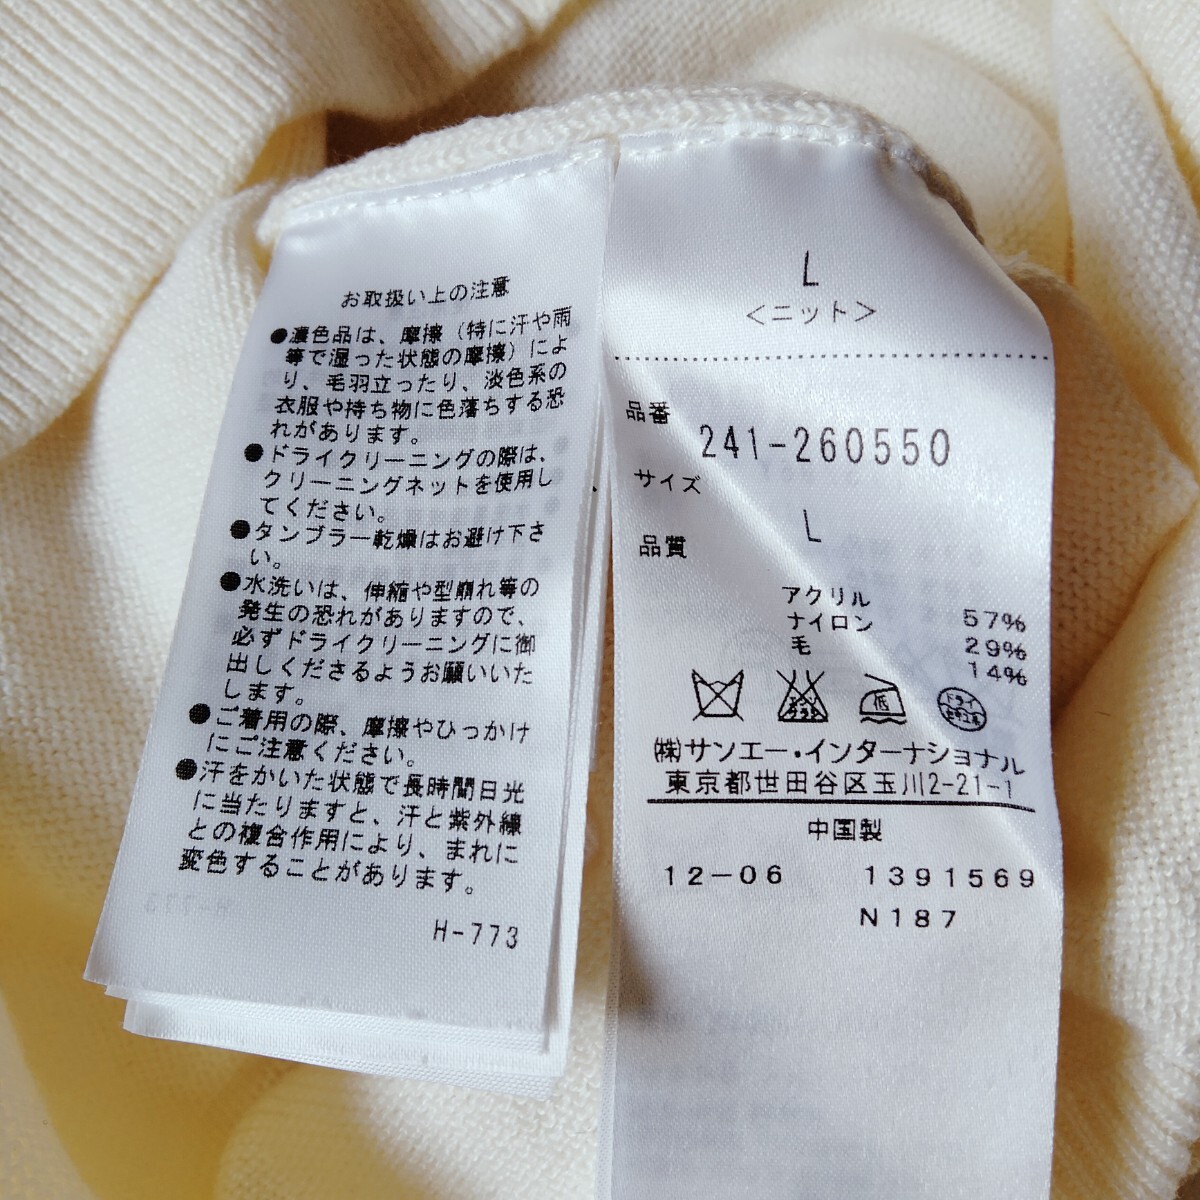 お取扱い上の注意
●濃色品は、摩擦（特に汗や雨
等で湿った状態の摩擦）によ
り、毛羽立ったり、淡色系の
衣服や持ち物に色落ちする恐
れがあります。
●ドライクリーニングの際は、
クリーニングネットを使用し
てください。
●タンブラー乾燥はお避け下さ
い。
●水洗いは、伸縮や型崩れ等の
発生の恐れがありますので、
必ずドライクリーニングに御
出しくださるようお願いいた
します。
●ご着用の際、摩擦やひっかけ
にご注意ください。
●汗をかいた状態で長時間日光
に当たりますと、汗と紫外線
との複合作用により、まれに
変色することがあります。
H-773
L
<ニット>
品番
241-260550
サイズ
L
品質
アクリル 57%
ナイロン 29%
毛 14%
エンソ
サラシ
低
ドライ
セキユ系
㈱サンエー・インターナショナル
東京都世田谷区玉川2-21-1
中国製
12-06 1391569
N187